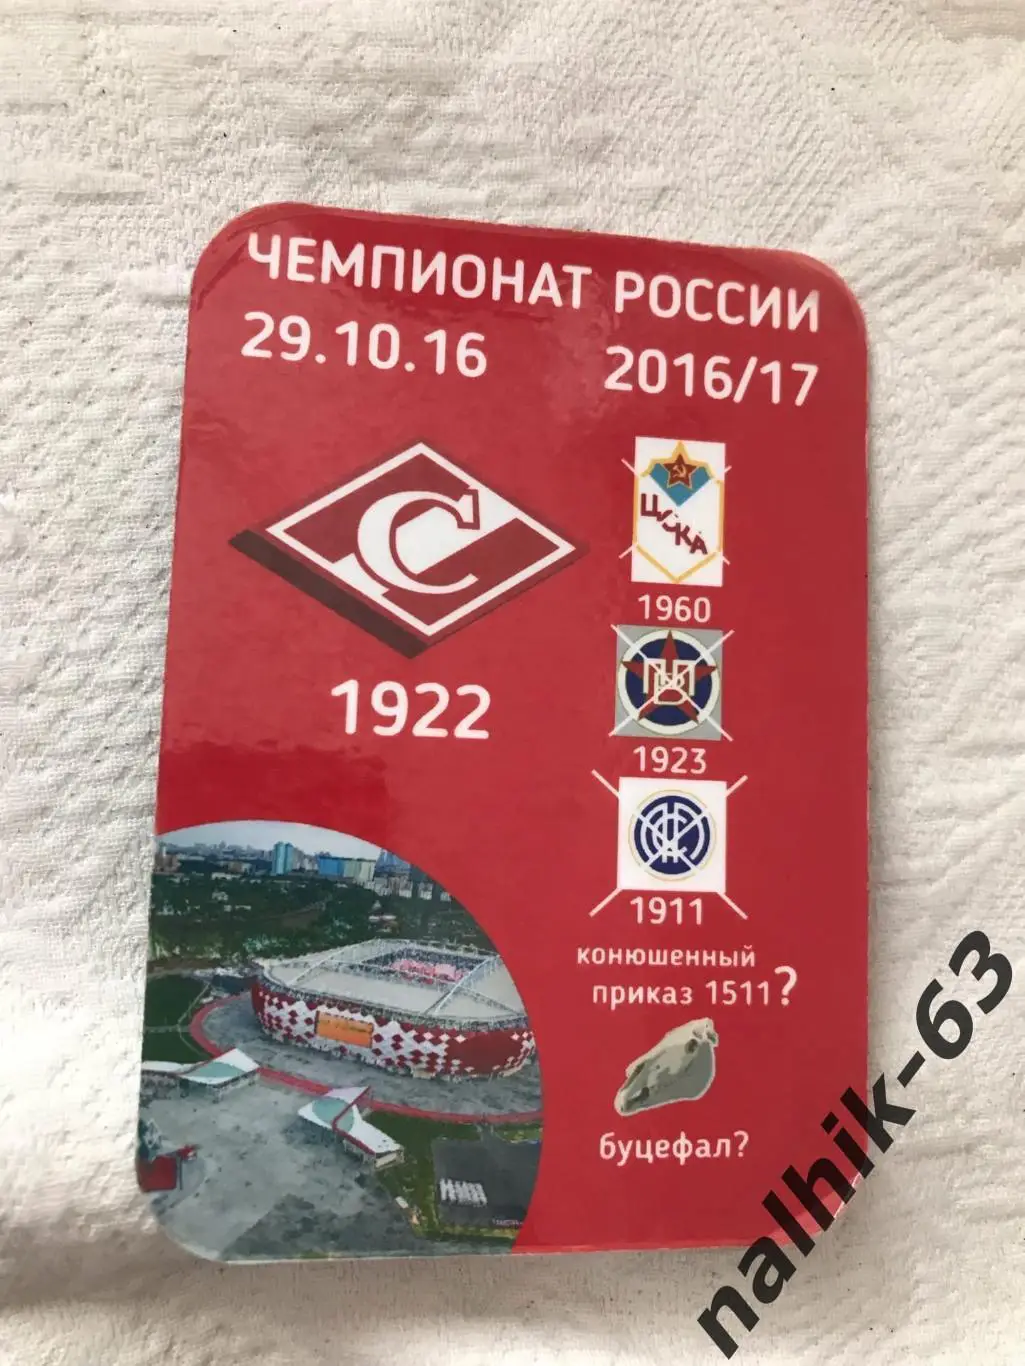 ЧЕМПИОНАТ РОССИИ
29.10.16 2016/17
С
ЦСКА
1960
1923
1922
1911
конюшенный
приказ 1511?
буцефал?
nalhik-63